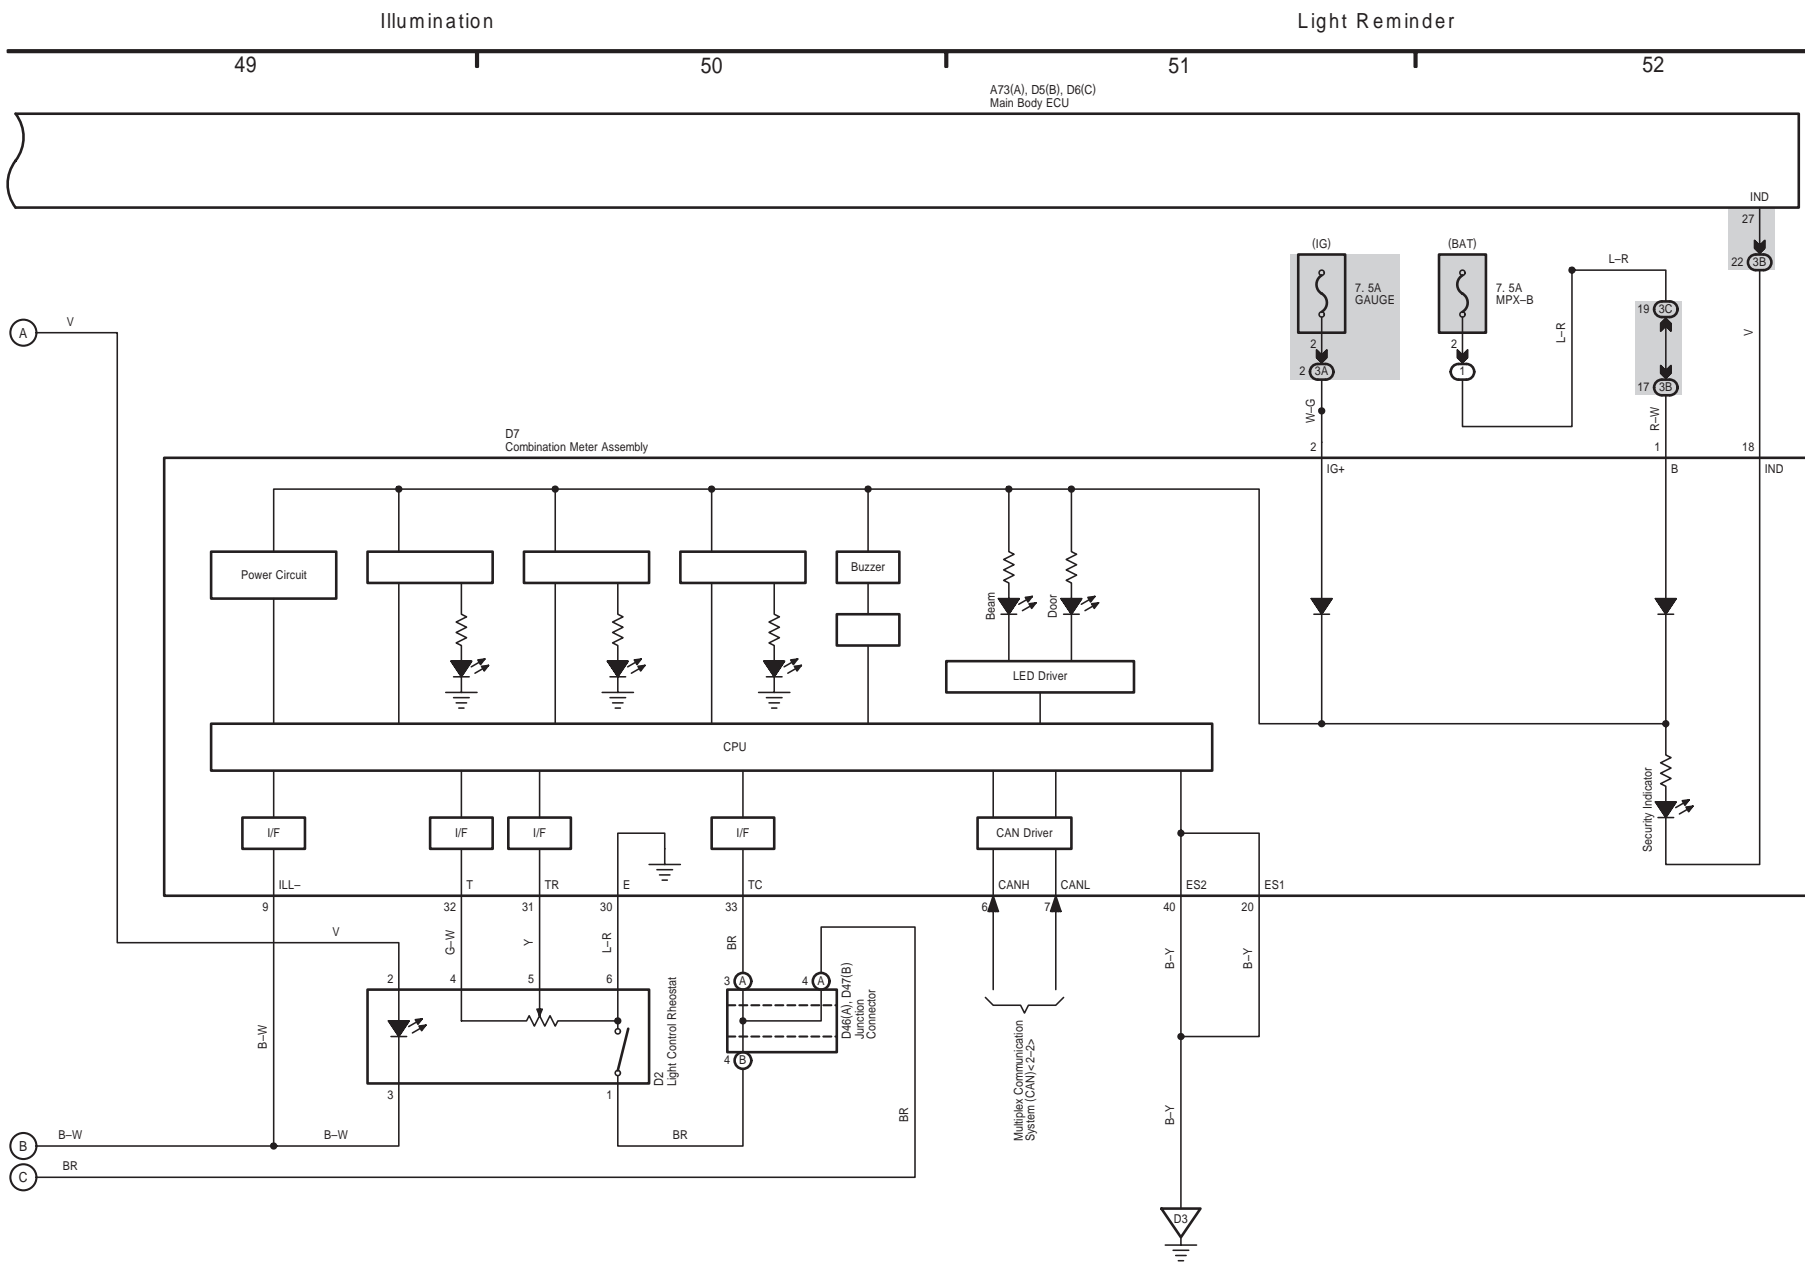 Illumination
Light Reminder
49
50
51
52
A73(A), D5(B), D6(C)
Main Body ECU
IND
27
22 3B
(IG)
7. 5A
GAUGE
2
2 3A
W–G
2
IG+
(BAT)
7. 5A
MPX–B
2
1
L–R
L–R
19 3C
17 3B
R–W
1
B
V
18
IND
A
V
D7
Combination Meter Assembly
Power Circuit
Buzzer
Beam
Door
LED Driver
CPU
Security Indicator
I/F
I/F
I/F
I/F
CAN Driver
ILL–
T
TR
E
TC
CANH
CANL
ES2
ES1
9
32
31
30
33
6
7
40
20
V
G–W
Y
L–R
BR
B–Y
B–Y
2
4
5
6
3 A
4 A
D46(A), D47(B)
Junction
Connector
B–W
D2
Light Control Rheostat
4 B
3
1
Multiplex Communication
System (CAN)<2–2>
B–Y
BR
B
B–W
B–W
BR
C
BR
D3